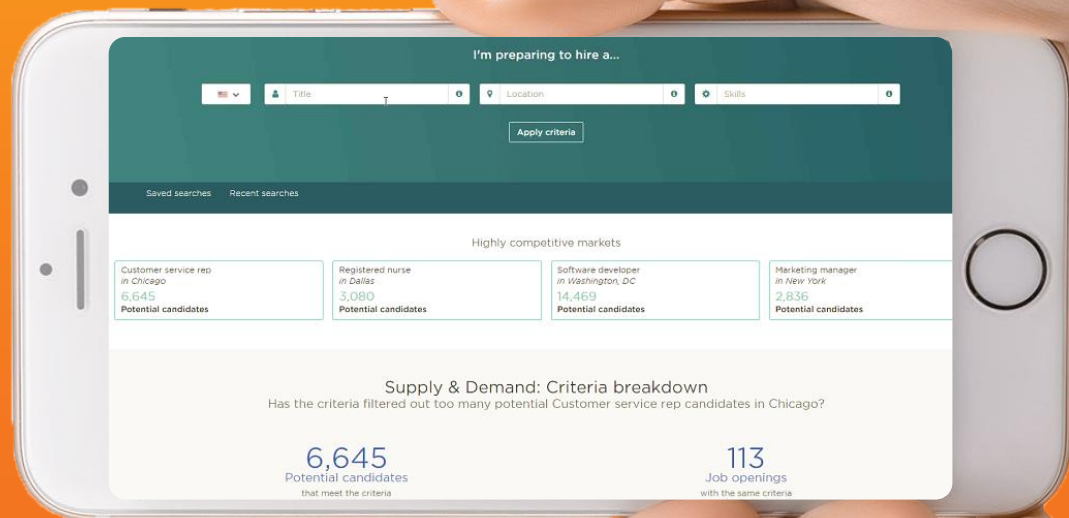 I'm preparing to hire a...
Title
Location
Skills
Apply criteria
Saved searches Recent searches
Highly competitive markets
Customer service rep
in Chicago
6,645
Potential candidates
Registered nurse
in Dallas
3,080
Potential candidates
Software developer
in Washington, DC
14,469
Potential candidates
Marketing manager
in New York
2,836
Potential candidates
Supply & Demand: Criteria breakdown
Has the criteria filtered out too many potential Customer service rep candidates in Chicago?
6,645
Potential candidates
that meet the criteria
113
Job openings
with the same criteria